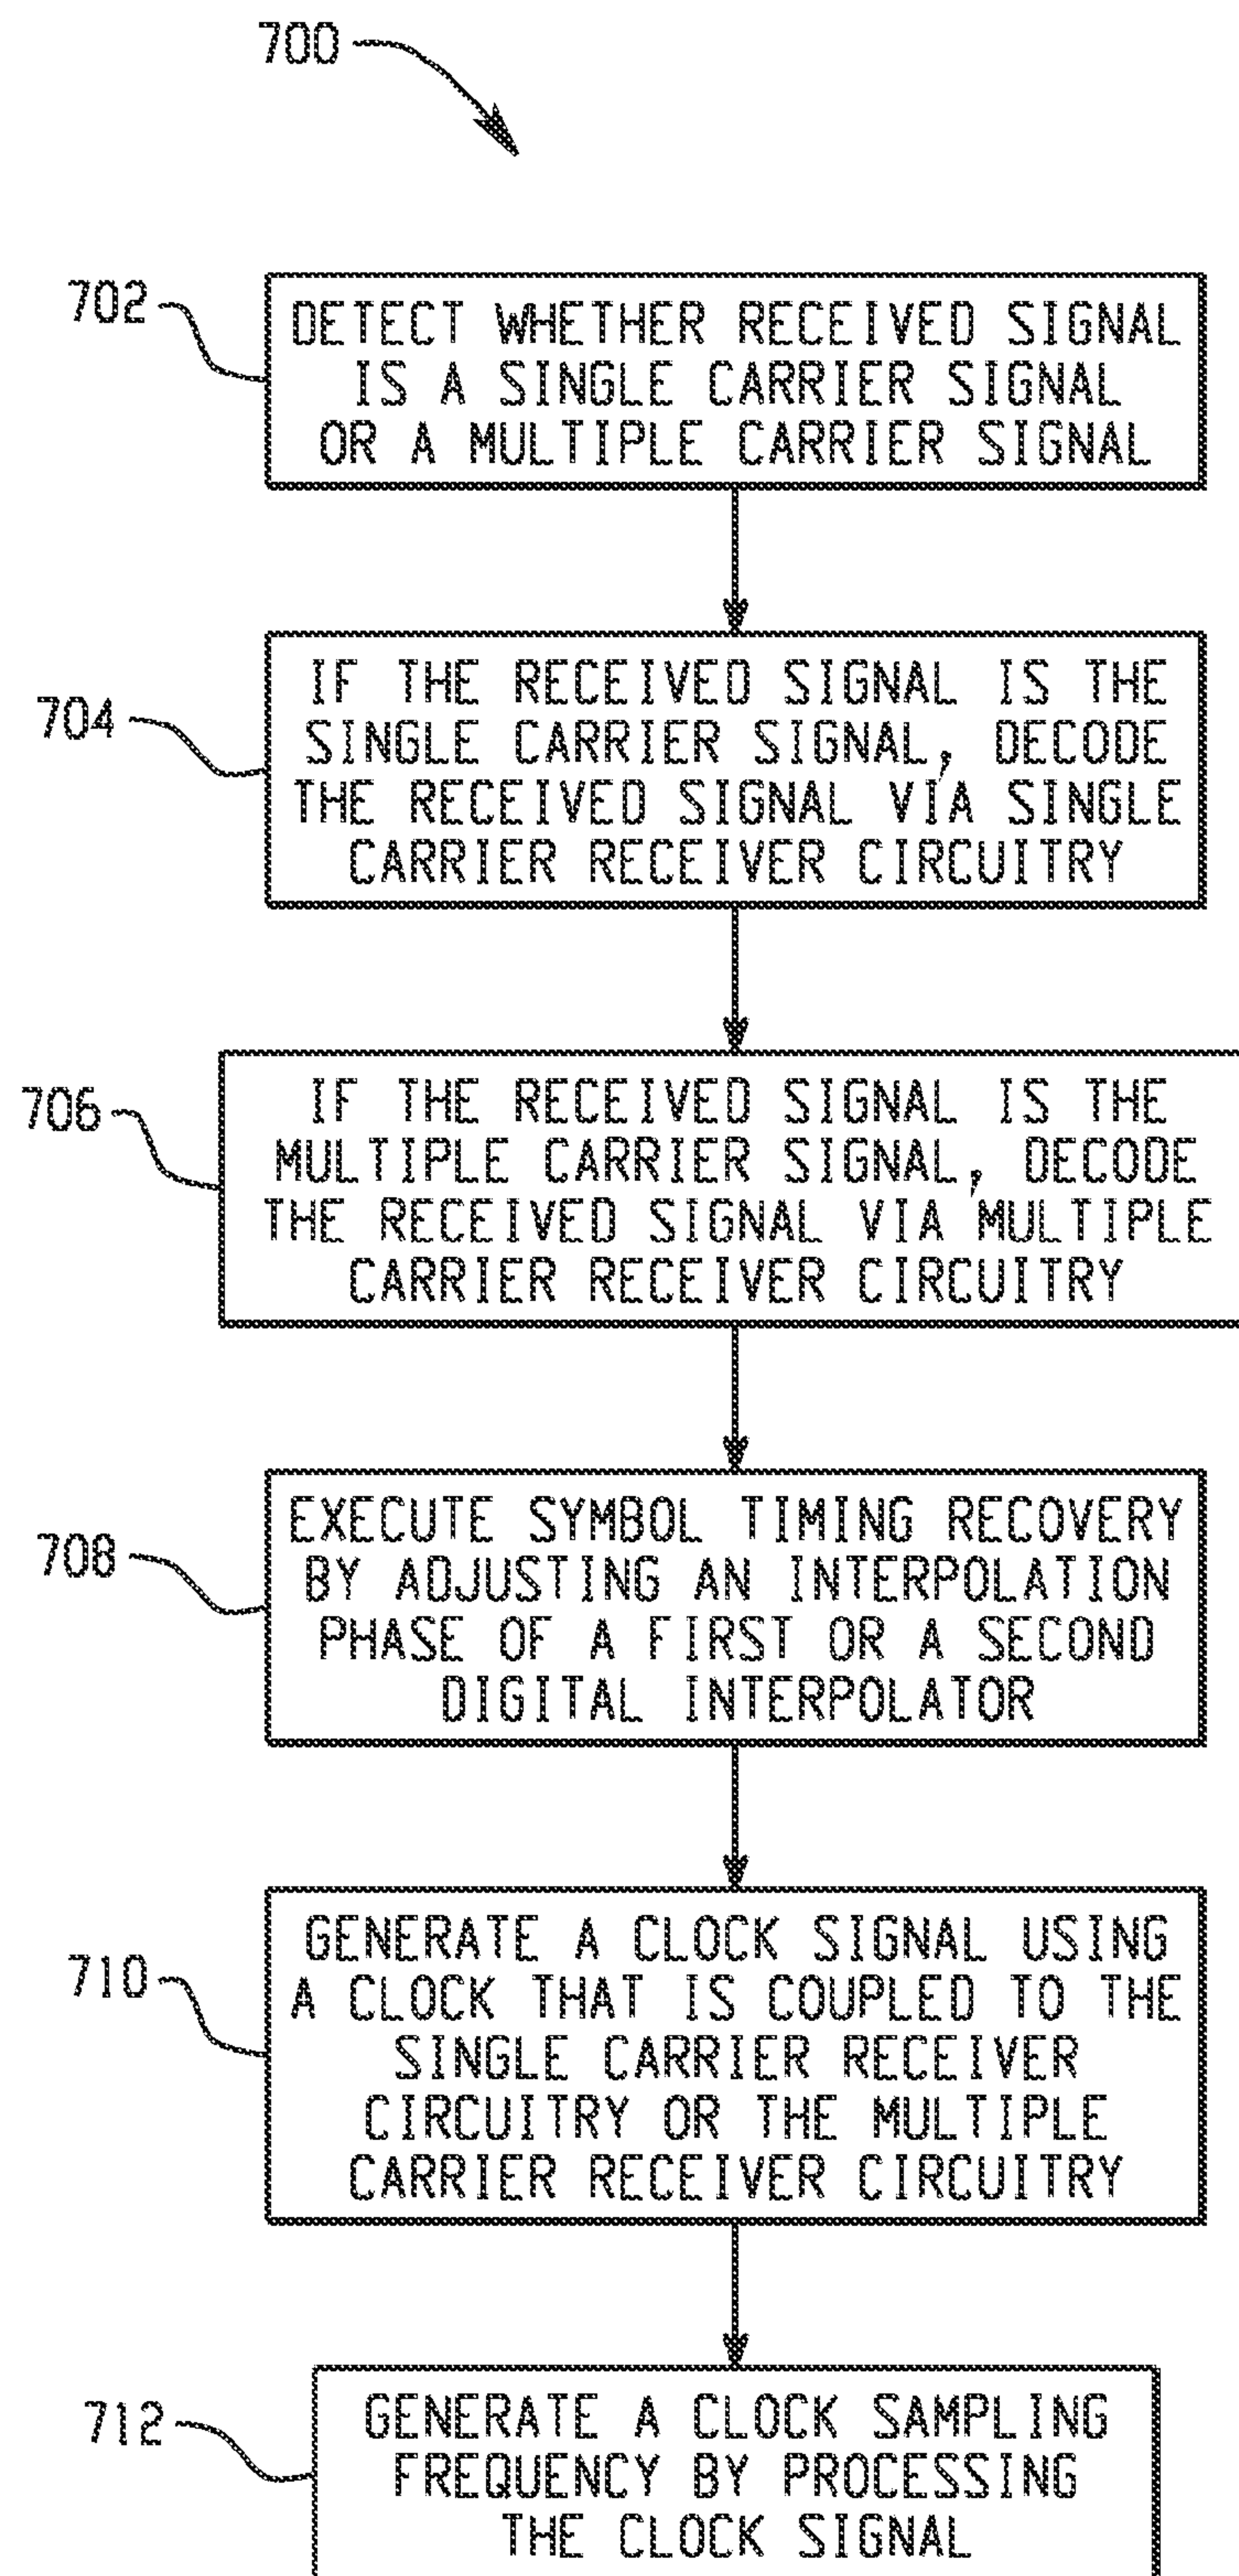 700
702
DETECT WHETHER RECEIVED SIGNAL
IS A SINGLE CARRIER SIGNAL
OR A MULTIPLE CARRIER SIGNAL
704
IF THE RECEIVED SIGNAL IS THE
SINGLE CARRIER SIGNAL, DECODE
THE RECEIVED SIGNAL VIA SINGLE
CARRIER RECEIVER CIRCUITRY
706
IF THE RECEIVED SIGNAL IS THE
MULTIPLE CARRIER SIGNAL, DECODE
THE RECEIVED SIGNAL VIA MULTIPLE
CARRIER RECEIVER CIRCUITRY
708
EXECUTE SYMBOL TIMING RECOVERY
BY ADJUSTING AN INTERPOLATION
PHASE OF A FIRST OR A SECOND
DIGITAL INTERPOLATOR
710
GENERATE A CLOCK SIGNAL USING
A CLOCK THAT IS COUPLED TO THE
SINGLE CARRIER RECEIVER
CIRCUITRY OR THE MULTIPLE
CARRIER RECEIVER CIRCUITRY
712
GENERATE A CLOCK SAMPLING
FREQUENCY BY PROCESSING
THE CLOCK SIGNAL